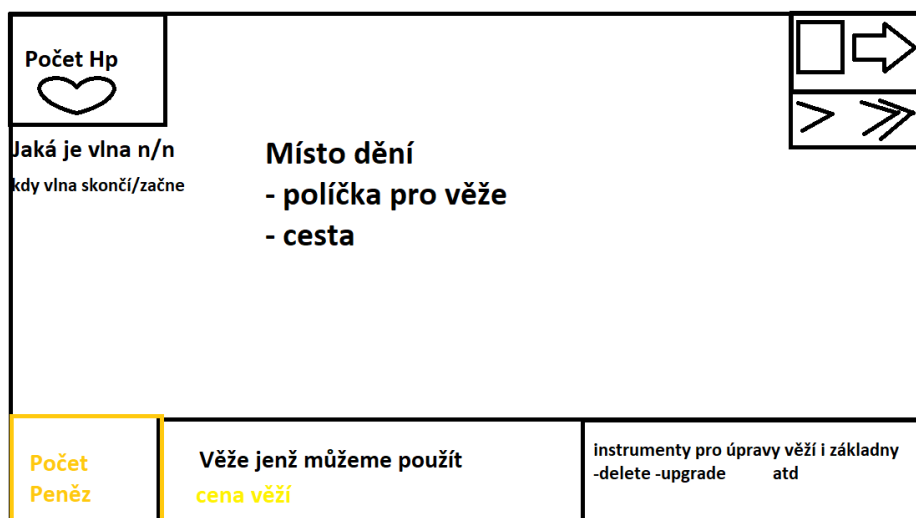 Počet Hp
Jaká je vlna n/n
kdy vlna skončí/začne
Místo dění
- políčka pro věže
- cesta
Počet
Peněz
Věže jenž můžeme použít
cena věží
instrumenty pro úpravy věží i základny
-delete -upgrade atd